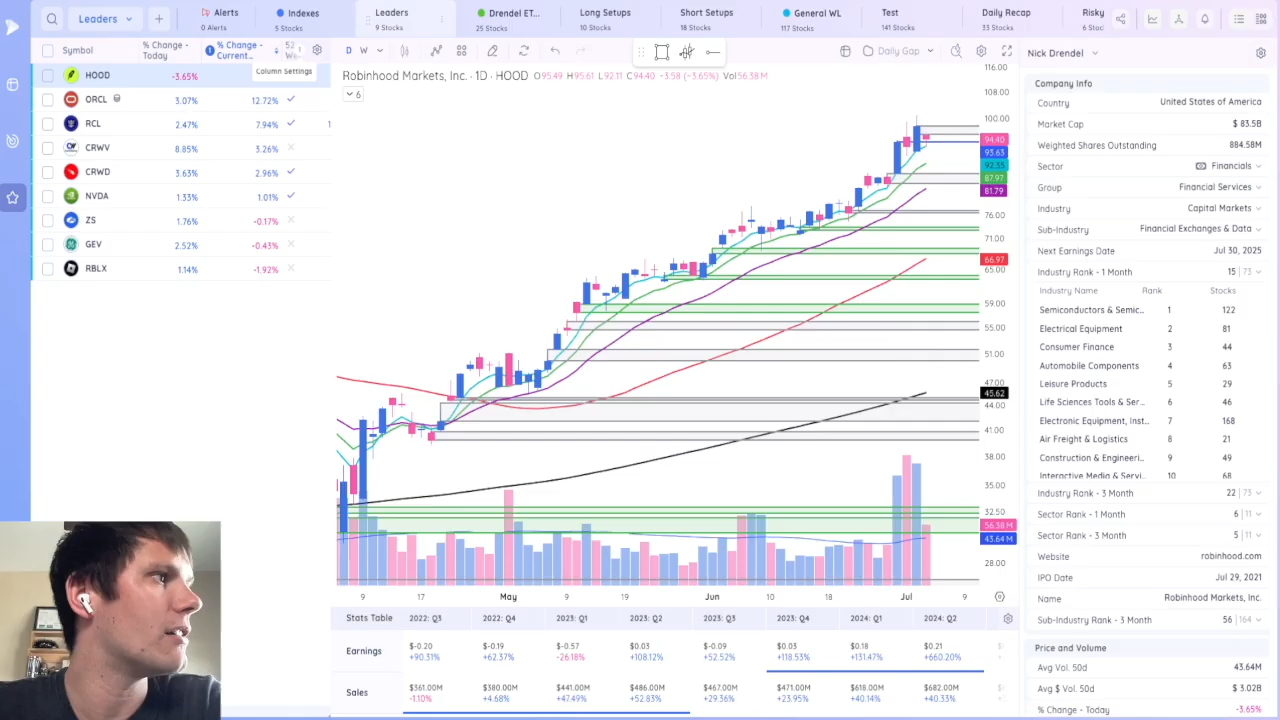 Leaders
Alerts
0 Alerts
Indexes
5 Stocks
Leaders
9 Stocks
Drendel ET...
25 Stocks
Long Setups
10 Stocks
Short Setups
18 Stocks
General WL
117 Stocks
Test
141 Stocks
Daily Recap
33 Stocks
Risky
Symbol
% Change - Today
1 % Change - Current...
Column Settings
HOOD -3.65%
ORCL 3.07% 12.72%
RCL 2.47% 7.94%
CRWV 8.85% 3.26%
CRWD 3.63% 2.96%
NVDA 1.33% 1.01%
ZS 1.76% -0.17%
GEV 2.52% -0.43%
RBLX 1.14% -1.92%
D W
Daily Gap
Robinhood Markets, Inc. · 1D · HOOD O95.49 H95.61 L92.11 C94.40 -3.58 (-3.65%) Vol56.38 M
6
116.00
108.00
100.00
94.40
93.63
92.35
87.97
81.79
76.00
71.00
66.97
65.00
59.00
55.00
51.00
47.00
45.62
44.00
41.00
38.00
35.00
32.50
56.38 M
43.64 M
28.00
9 17 May 9 19 Jun 10 18 Jul 9
Stats Table 2022: Q3 2022: Q4 2023: Q1 2023: Q2 2023: Q3 2023: Q4 2024: Q1 2024: Q2
Earnings
$-0.20 $-0.19 $-0.57 $0.03 $-0.09 $0.03 $0.18 $0.21
+90.31% +62.37% -26.18% +108.12% +52.52% +118.53% +131.47% +660.20%
Sales
$361.00M $380.00M $441.00M $486.00M $467.00M $471.00M $618.00M $682.00M
-1.10% +4.68% +47.49% +52.83% +29.36% +23.95% +40.14% +40.33%
Nick Drendel
Company Info
Country United States of America
Market Cap $ 83.5B
Weighted Shares Outstanding 884.58M
Sector Financials
Group Financial Services
Industry Capital Markets
Sub-Industry Financial Exchanges & Data
Next Earnings Date Jul 30, 2025
Industry Rank - 1 Month 15 | 73
Industry Name Rank Stocks
Semiconductors & Semic... 1 122
Electrical Equipment 2 81
Consumer Finance 3 44
Automobile Components 4 63
Leisure Products 5 29
Life Sciences Tools & Ser... 6 46
Electronic Equipment, Inst... 7 168
Air Freight & Logistics 8 21
Construction & Engineeri... 9 49
Interactive Media & Servi... 10 68
Industry Rank - 3 Month 22 | 73
Sector Rank - 1 Month 6 | 11
Sector Rank - 3 Month 5 | 11
Website robinhood.com
IPO Date Jul 29, 2021
Name Robinhood Markets, Inc.
Sub-Industry Rank - 3 Month 56 | 164
Price and Volume
Avg Vol. 50d 43.64M
Avg $ Vol. 50d $ 3.02B
% Change - Today -3.65%